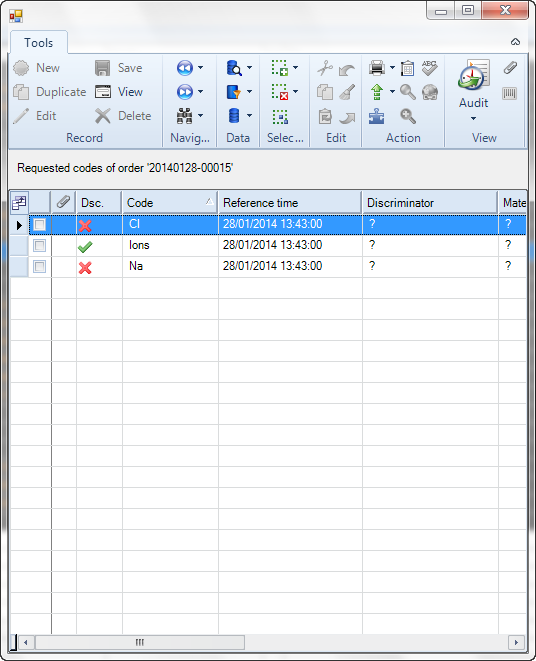 Tools
New
Save
Duplicate
View
Edit
Delete
ABC
Audit
Record
Navig...
Data
Selec...
Edit
Action
View
Requested codes of order '20140128-00015'
Dsc. Code Reference time Discriminator Mate
Cl 28/01/2014 13:43:00 ? ?
Ions 28/01/2014 13:43:00 ? ?
Na 28/01/2014 13:43:00 ? ?